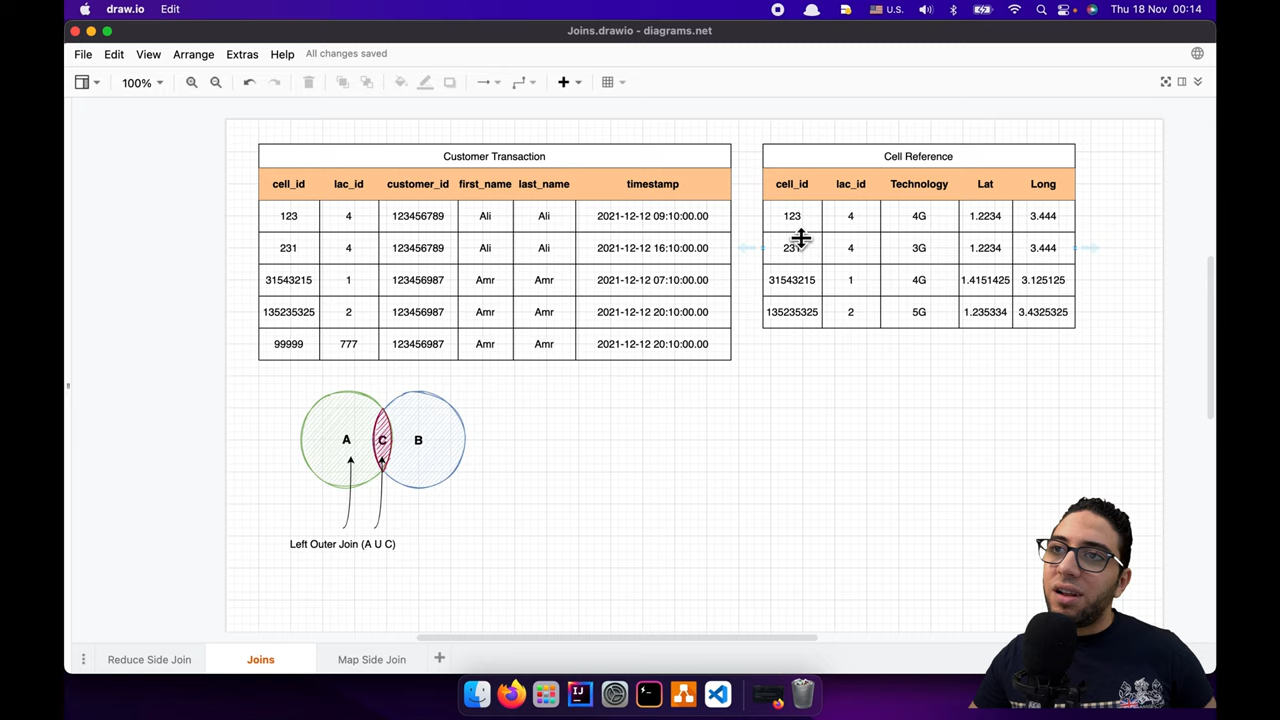 draw.io Edit U.S. Thu 18 Nov 00:14
Joins.drawio - diagrams.net
File Edit View Arrange Extras Help All changes saved
100%
Customer Transaction
cell_id lac_id customer_id first_name last_name timestamp
123 4 123456789 Ali Ali 2021-12-12 09:10:00.00
231 4 123456789 Ali Ali 2021-12-12 16:10:00.00
31543215 1 123456987 Amr Amr 2021-12-12 07:10:00.00
135235325 2 123456987 Amr Amr 2021-12-12 20:10:00.00
99999 777 123456987 Amr Amr 2021-12-12 20:10:00.00
Cell Reference
cell_id lac_id Technology Lat Long
123 4 4G 1.2234 3.444
231 4 3G 1.2234 3.444
31543215 1 4G 1.4151425 3.125125
135235325 2 5G 1.235334 3.4325325
A C B
Left Outer Join (A U C)
Reduce Side Join Joins Map Side Join